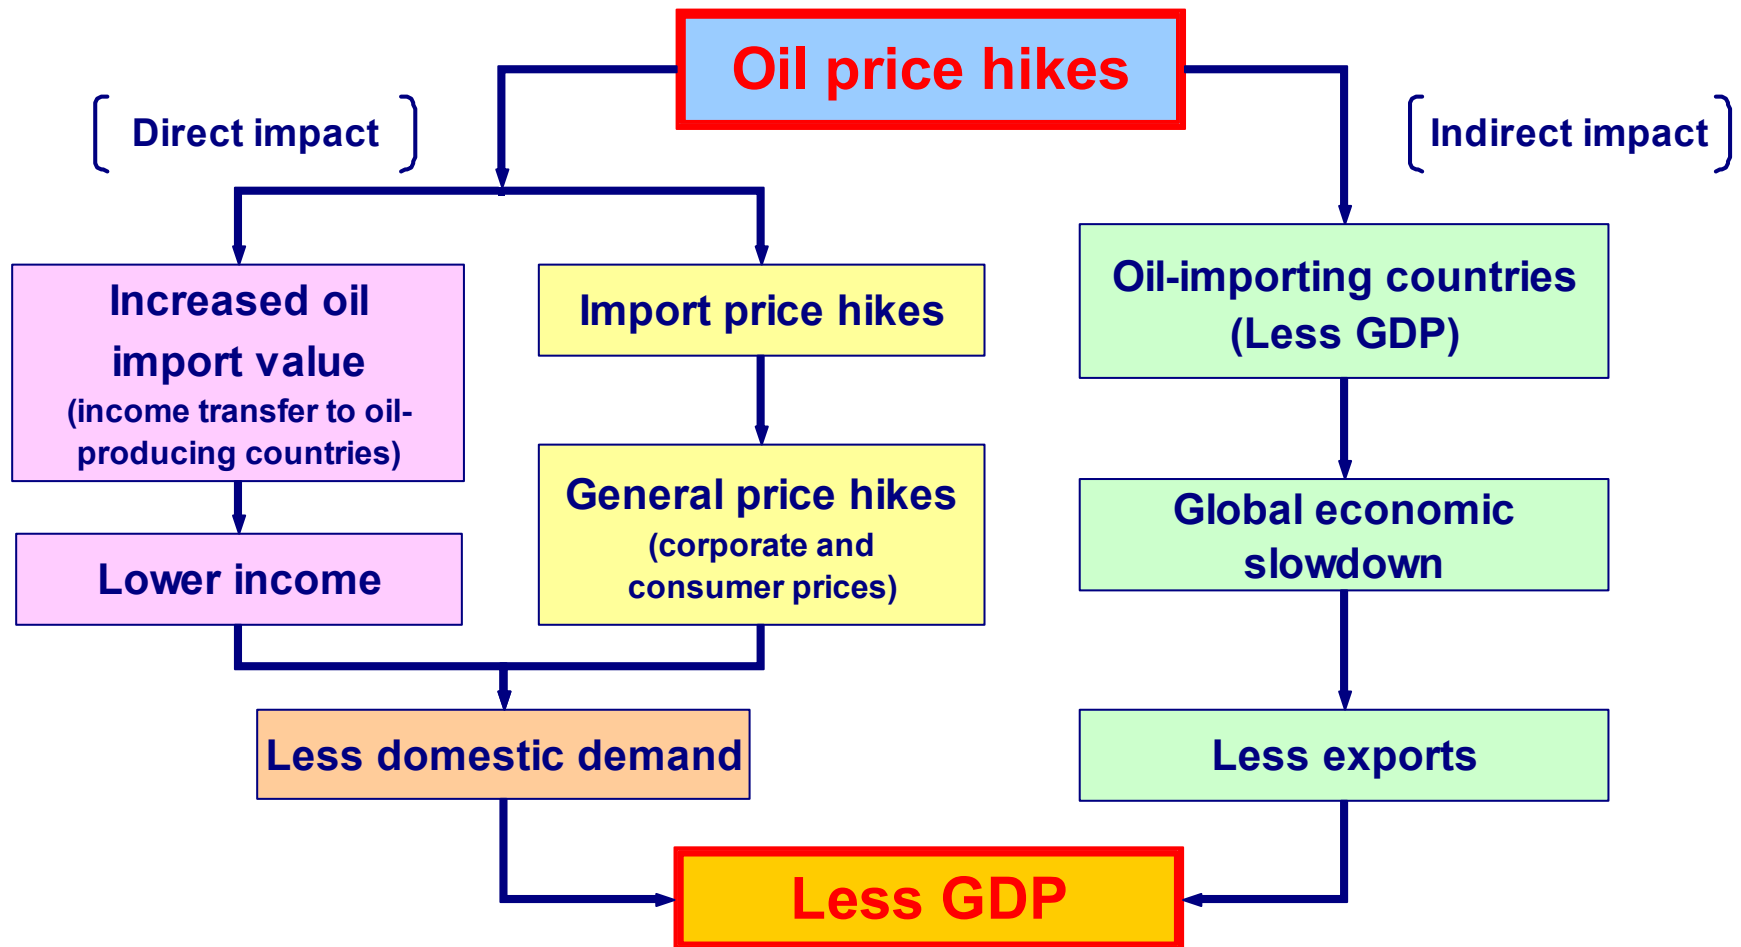 Oil price hikes
Direct impact
Indirect impact
Increased oil
import value
(income transfer to oil-
producing countries)
Import price hikes
Oil-importing countries
(Less GDP)
General price hikes
(corporate and
consumer prices)
Global economic
slowdown
Lower income
Less domestic demand
Less exports
Less GDP